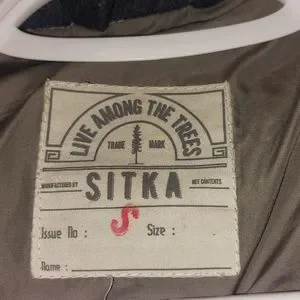 LIVE AMONG THE TREES
TRADE MARK
MANUFACTURED BY SITKA NET CONTENTS
S
Issue No : Size :
Name :